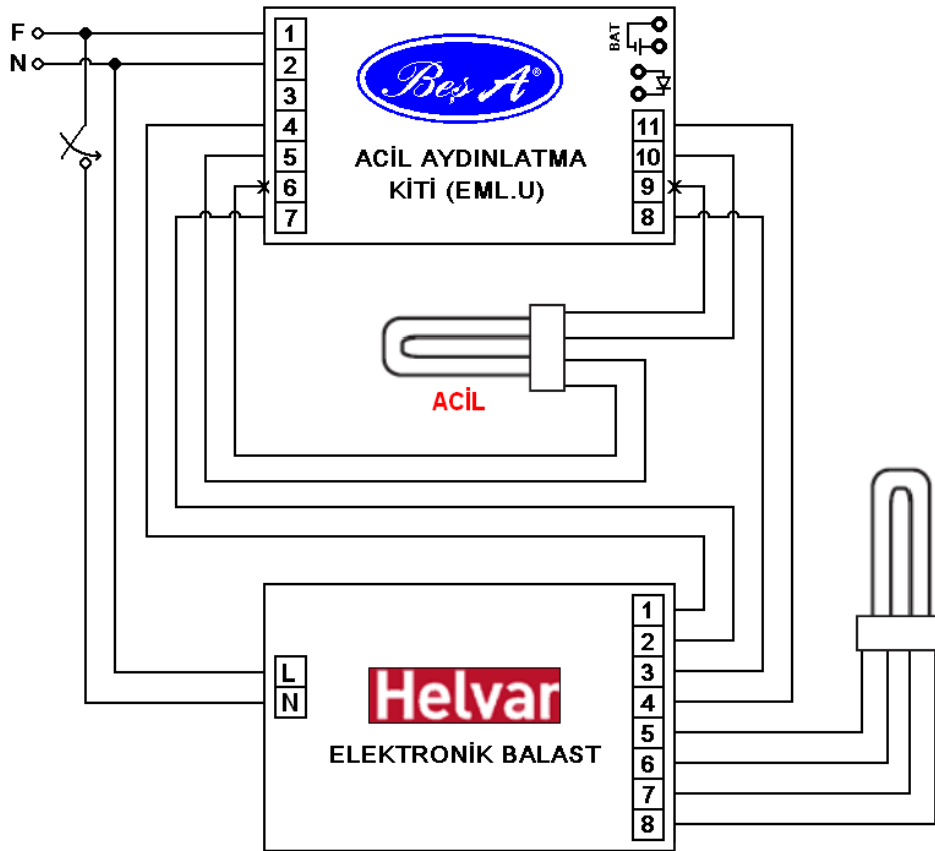 F
N
1
2
3
4
5
6
7
Beş A®
ACİL AYDINLATMA
KİTİ (EML.U)
BAT
11
10
9
8
ACİL
L
N
Helvar
ELEKTRONİK BALAST
1
2
3
4
5
6
7
8